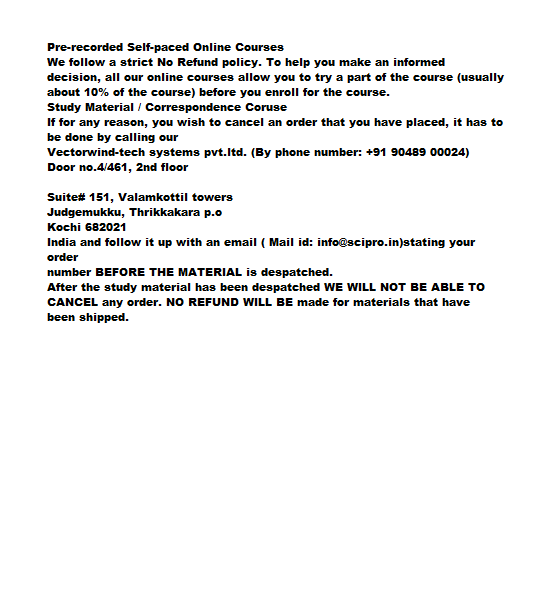 Pre-recorded Self-paced Online Courses
We follow a strict No Refund policy. To help you make an informed
decision, all our online courses allow you to try a part of the course (usually
about 10% of the course) before you enroll for the course.
Study Material / Correspondence Coruse
If for any reason, you wish to cancel an order that you have placed, it has to
be done by calling our
Vectorwind-tech systems pvt.ltd. (By phone number: +91 90489 00024)
Door no.4/461, 2nd floor
Suite# 151, Valamkottil towers
Judgemukku, Thrikkakara p.o
Kochi 682021
India and follow it up with an email ( Mail id: info@scipro.in)stating your
order
number BEFORE THE MATERIAL is despatched.
After the study material has been despatched WE WILL NOT BE ABLE TO
CANCEL any order. NO REFUND WILL BE made for materials that have
been shipped.